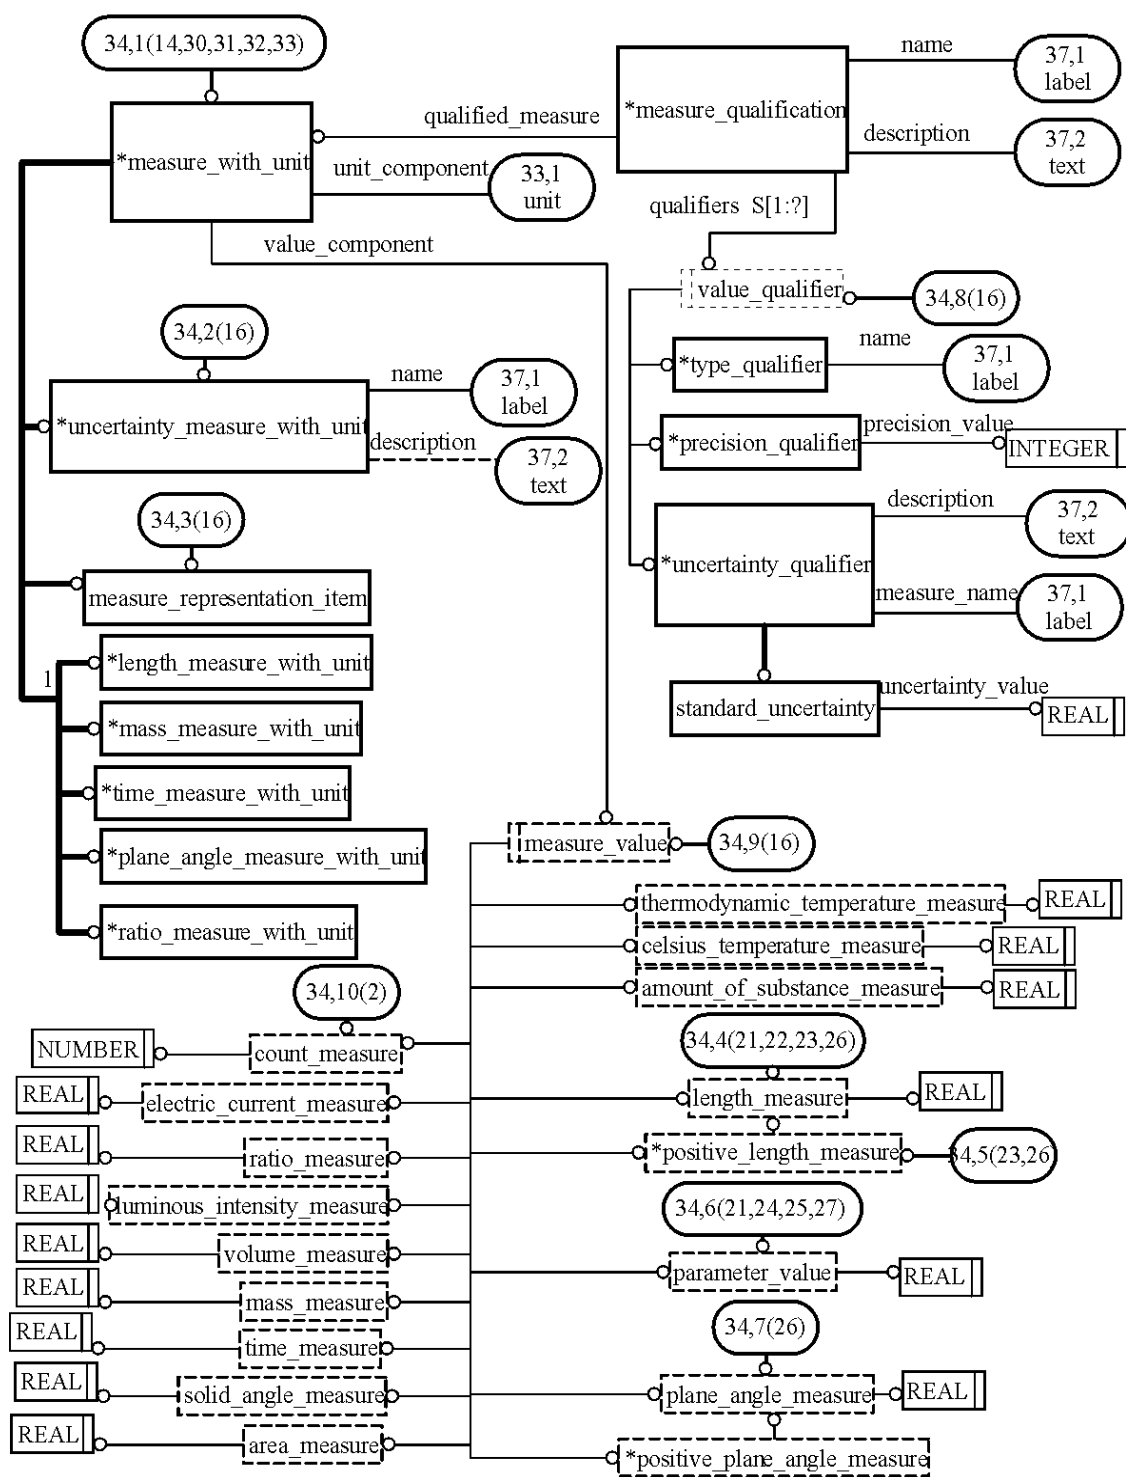 34,1(14,30,31,32,33)
name
37,1
label
*measure_qualification
qualified_measure
description
*measure_with_unit
unit_component
33,1
unit
37,2
text
qualifiers S[1:?]
value_component
value_qualifier
34,8(16)
34,2(16)
name
*type_qualifier
37,1
label
name
37,1
label
*uncertainty_measure_with_unit
description
37,2
text
*precision_qualifier
precision_value
INTEGER
34,3(16)
description
37,2
text
*uncertainty_qualifier
measure_name
37,1
label
measure_representation_item
1
*length_measure_with_unit
uncertainty_value
standard_uncertainty
REAL
*mass_measure_with_unit
*time_measure_with_unit
*plane_angle_measure_with_unit
measure_value
34,9(16)
thermodynamic_temperature_measure
REAL
*ratio_measure_with_unit
celsius_temperature_measure
REAL
34,10(2)
amount_of_substance_measure
REAL
NUMBER
count_measure
34,4(21,22,23,26)
REAL
electric_current_measure
length_measure
REAL
REAL
ratio_measure
*positive_length_measure
34,5(23,26
REAL
luminous_intensity_measure
34,6(21,24,25,27)
REAL
volume_measure
parameter_value
REAL
REAL
mass_measure
34,7(26)
REAL
time_measure
REAL
solid_angle_measure
plane_angle_measure
REAL
REAL
area_measure
*positive_plane_angle_measure